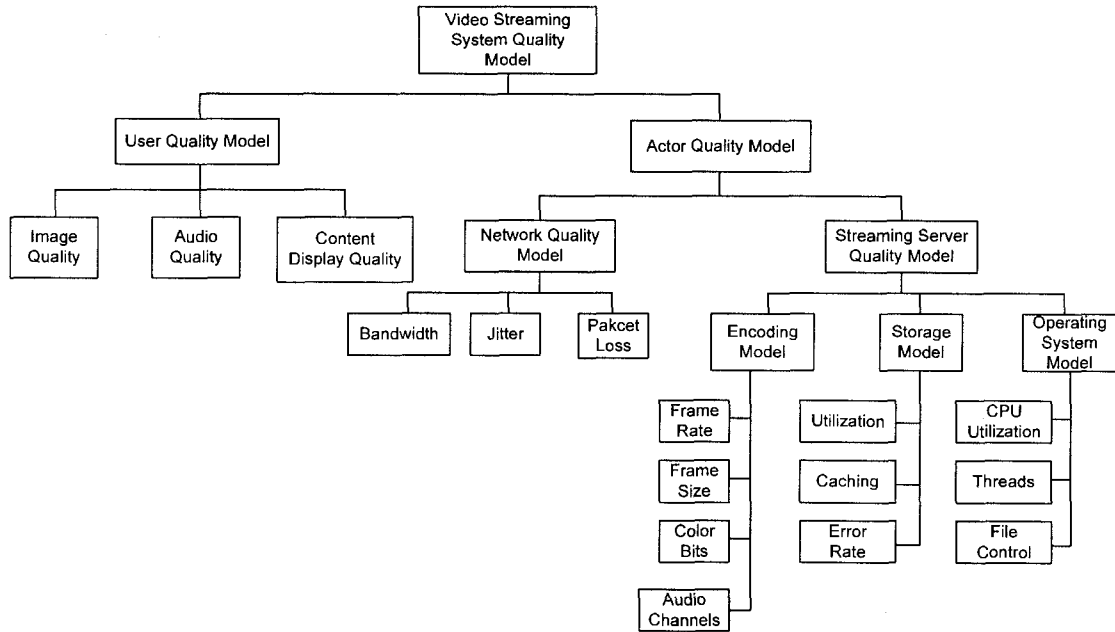 Video Streaming
System Quality
Model
User Quality Model
Actor Quality Model
Image
Quality
Audio
Quality
Content
Display Quality
Network Quality
Model
Streaming Server
Quality Model
Bandwidth
Jitter
Pakcet
Loss
Encoding
Model
Storage
Model
Operating
System
Model
Frame
Rate
Frame
Size
Color
Bits
Audio
Channels
Utilization
Caching
Error
Rate
CPU
Utilization
Threads
File
Control